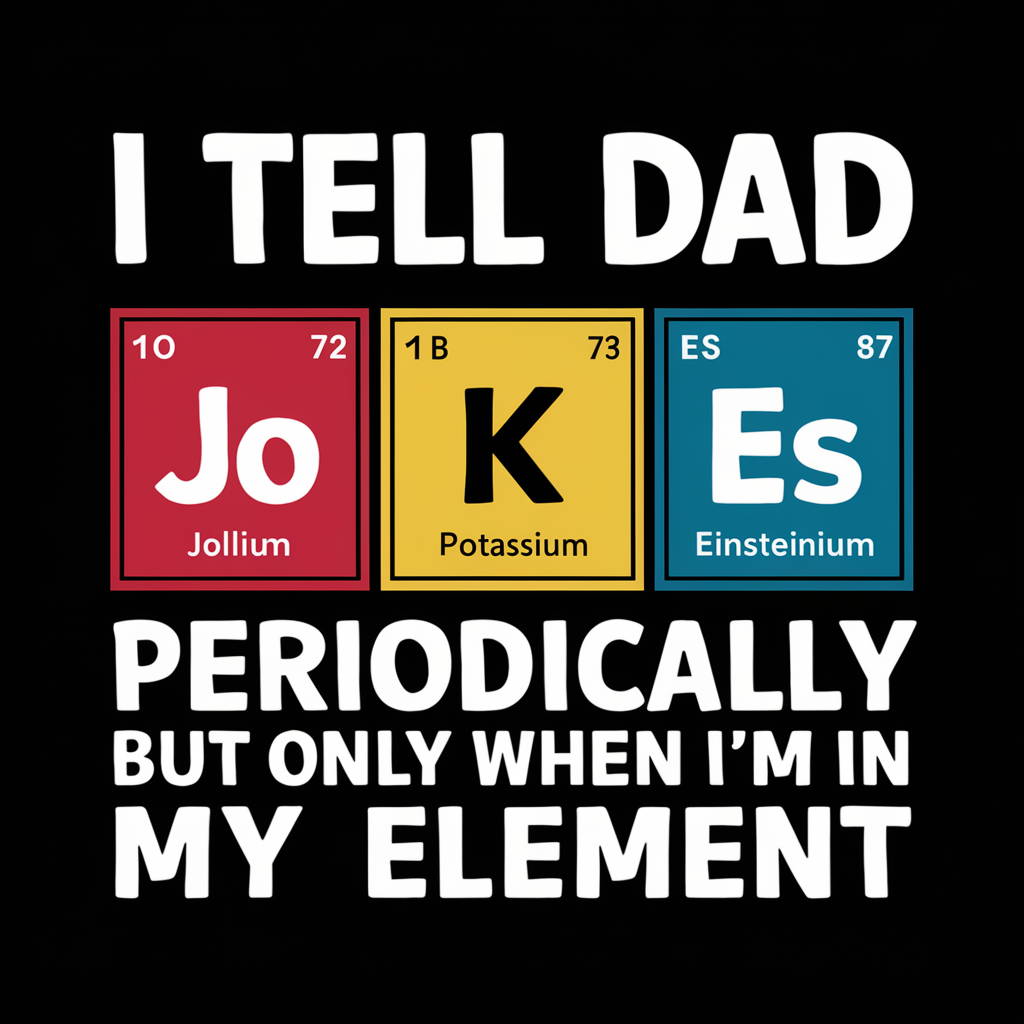 I TELL DAD
10 72 1B 73 ES 87
Jo K Es
Jollium Potassium Einsteinium
PERIODICALLY
BUT ONLY WHEN I'M IN
MY ELEMENT